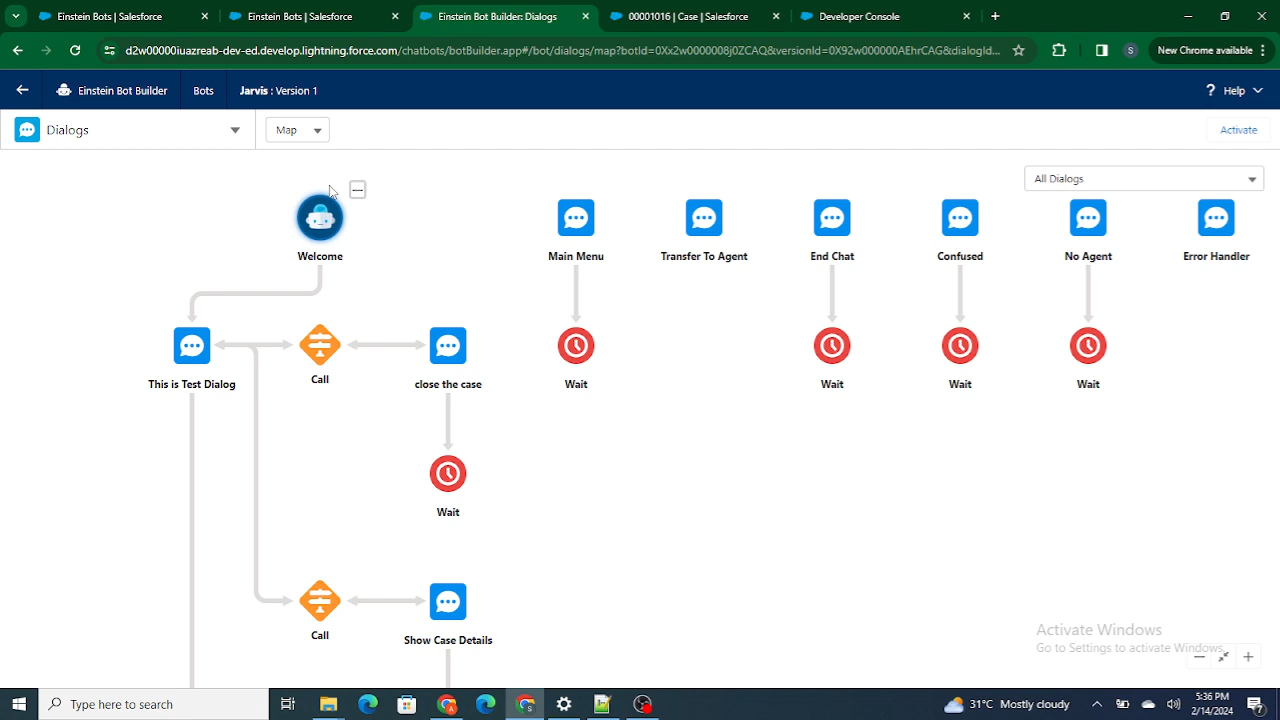 Einstein Bots | Salesforce
Einstein Bots | Salesforce
Einstein Bot Builder: Dialogs
00001016 | Case | Salesforce
Developer Console
d2w00000iuazreab-dev-ed.develop.lightning.force.com/chatbots/botBuilder.app#/bot/dialogs/map?botId=0Xx2w0000008j0ZCAQ&versionId=0X92w000000AEhrCAG&dialogId...
S
New Chrome available
Einstein Bot Builder
Bots
Jarvis : Version 1
? Help
Dialogs
Map
Activate
All Dialogs
Welcome
Main Menu
Transfer To Agent
End Chat
Confused
No Agent
Error Handler
This is Test Dialog
Call
close the case
Wait
Wait
Wait
Wait
Wait
Call
Show Case Details
Activate Windows
Go to Settings to activate Windows.
Type here to search
31°C Mostly cloudy
5:36 PM
2/14/2024
7